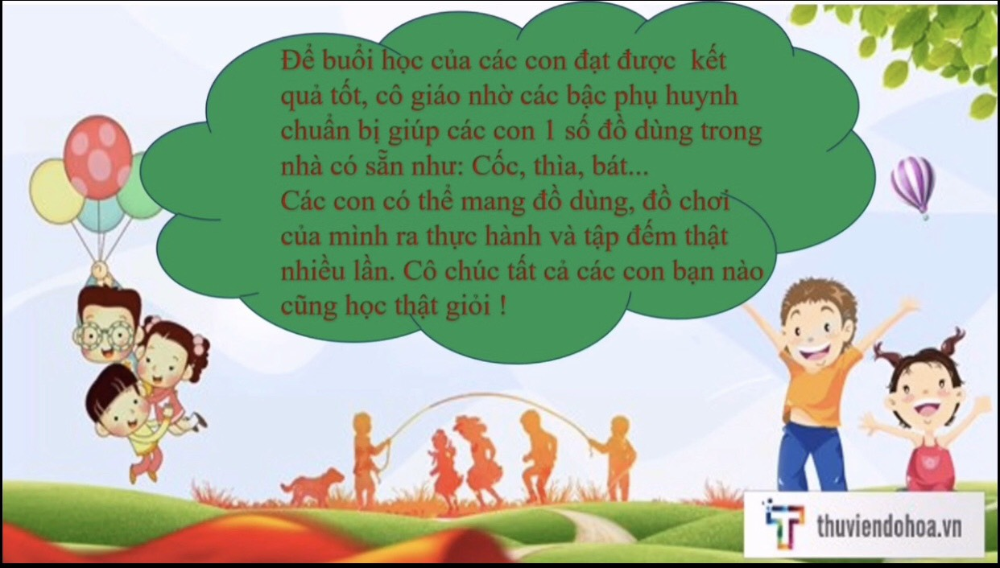 Để buổi học của các con đạt được kết
quả tốt, cô giáo nhờ các bậc phụ huynh
chuẩn bị giúp các con 1 số đồ dùng trong
nhà có sẵn như: Cốc, thìa, bát...
Các con có thể mang đồ dùng, đồ chơi
của mình ra thực hành và tập đếm thật
nhiều lần. Cô chúc tất cả các con bạn nào
cũng học thật giỏi !
thuviendohoa.vn